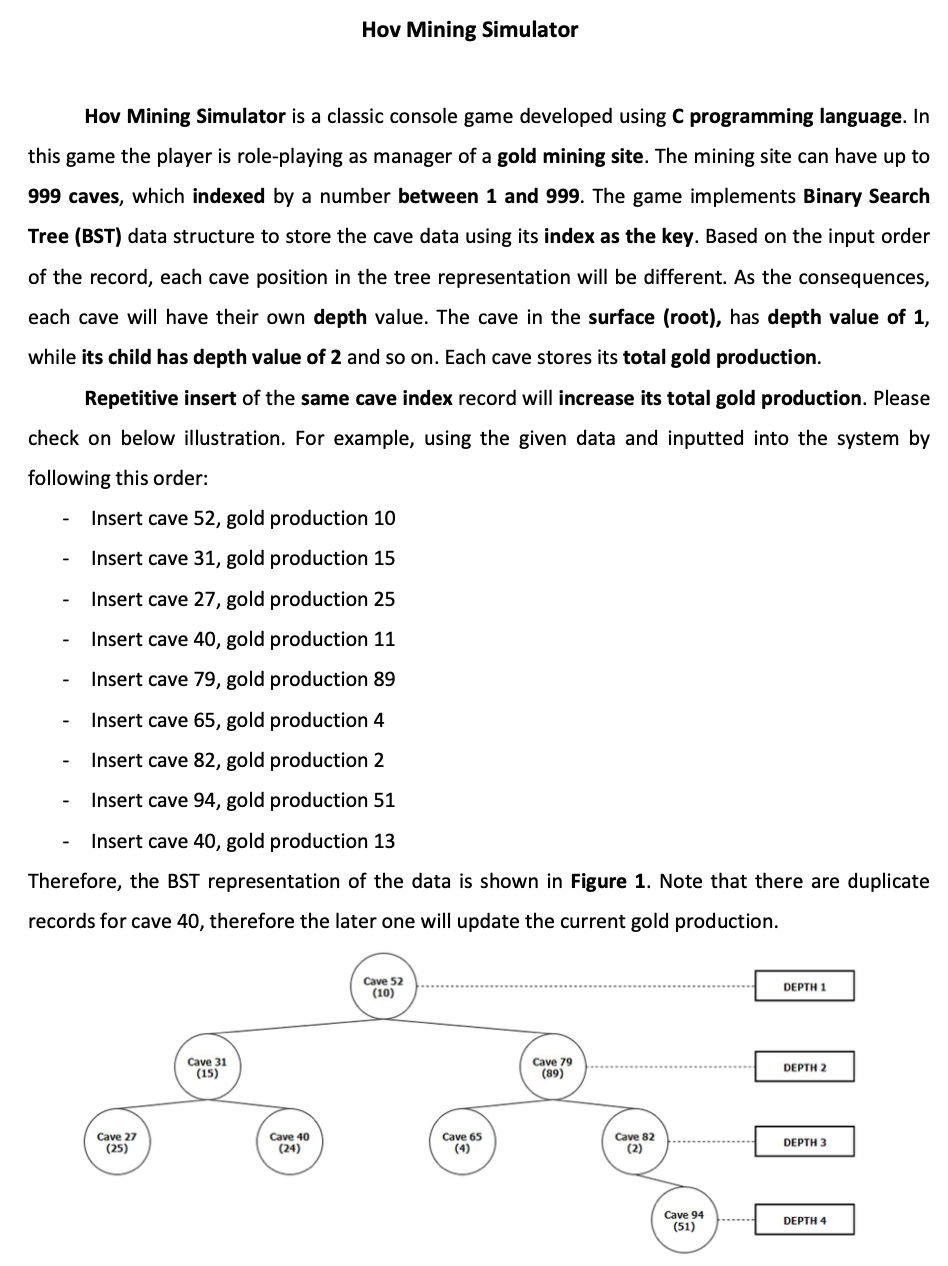 Hov Mining Simulator
Hov Mining Simulator is a classic console game developed using C programming language. In
this game the player is role-playing as manager of a gold mining site. The mining site can have up to
999 caves, which indexed by a number between 1 and 999. The game implements Binary Search
Tree (BST) data structure to store the cave data using its index as the key. Based on the input order
of the record, each cave position in the tree representation will be different. As the consequences,
each cave will have their own depth value. The cave in the surface (root), has depth value of 1,
while its child has depth value of 2 and so on. Each cave stores its total gold production.
Repetitive insert of the same cave index record will increase its total gold production. Please
check on below illustration. For example, using the given data and inputted into the system by
following this order:
- Insert cave 52, gold production 10
- Insert cave 31, gold production 15
- Insert cave 27, gold production 25
- Insert cave 40, gold production 11
- Insert cave 79, gold production 89
- Insert cave 65, gold production 4
- Insert cave 82, gold production 2
- Insert cave 94, gold production 51
- Insert cave 40, gold production 13
Therefore, the BST representation of the data is shown in Figure 1. Note that there are duplicate
records for cave 40, therefore the later one will update the current gold production.
Cave 52
(10)
DEPTH 1
Cave 31
(15)
Cave 79
(89)
DEPTH 2
Cave 27
(25)
Cave 40
(24)
Cave 65
(4)
Cave 82
(2)
DEPTH 3
Cave 94
(51)
DEPTH 4